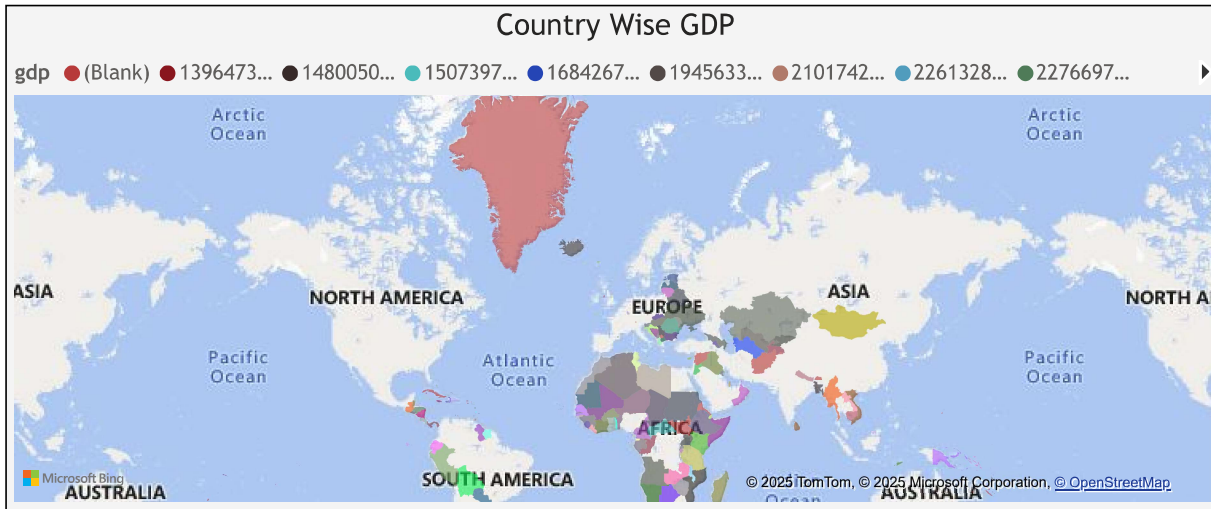 Country Wise GDP
gdp (Blank) 1396473... 1480050... 1507397... 1684267... 1945633... 2101742... 2261328... 2276697...
Arctic
Ocean
Arctic
Ocean
ASIA
NORTH AMERICA
EUROPE
ASIA
NORTH A
Pacific
Ocean
Atlantic
Ocean
Pacific
Ocean
AFRICA
SOUTH AMERICA
Microsoft Bing
AUSTRALIA
© 2025 TomTom, © 2025 Microsoft Corporation, © OpenStreetMap
Ocean
AUSTRALIA